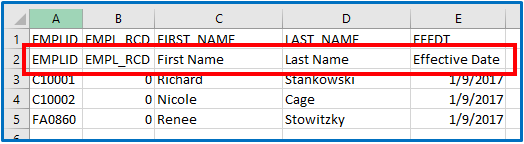 A B C D E
1 EMPLID EMPL_RCD FIRST_NAME LAST_NAME EFFDT
2 EMPLID EMPL_RCD First Name Last Name Effective Date
3 C10001 0 Richard Stankowski 1/9/2017
4 C10002 0 Nicole Cage 1/9/2017
5 FA0860 0 Renee Stowitzky 1/9/2017
6